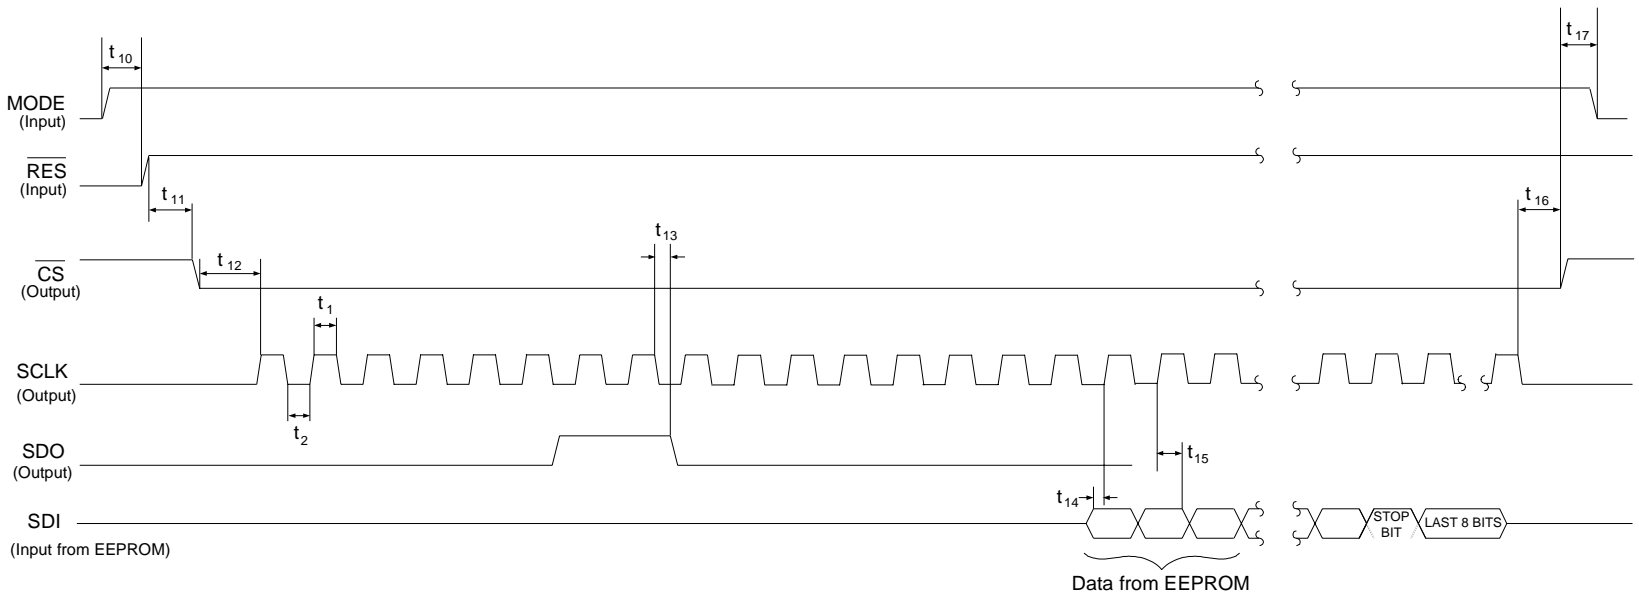 t10
t17
MODE
(Input)
RES
(Input)
t11
t16
t13
t12
CS
(Output)
t1
SCLK
(Output)
t2
SDO
(Output)
t15
t14
SDI
STOP
BIT
LAST 8 BITS
(Input from EEPROM)
Data from EEPROM